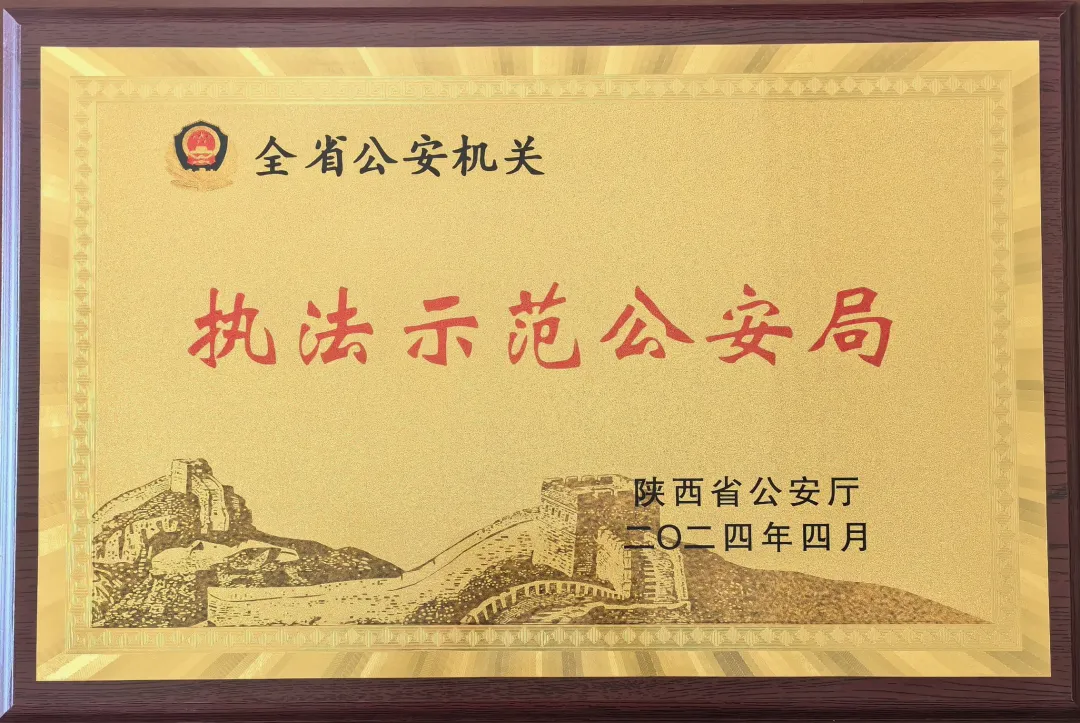 全省公安机关
执法示范公安局
陕西省公安厅
二〇二四年四月